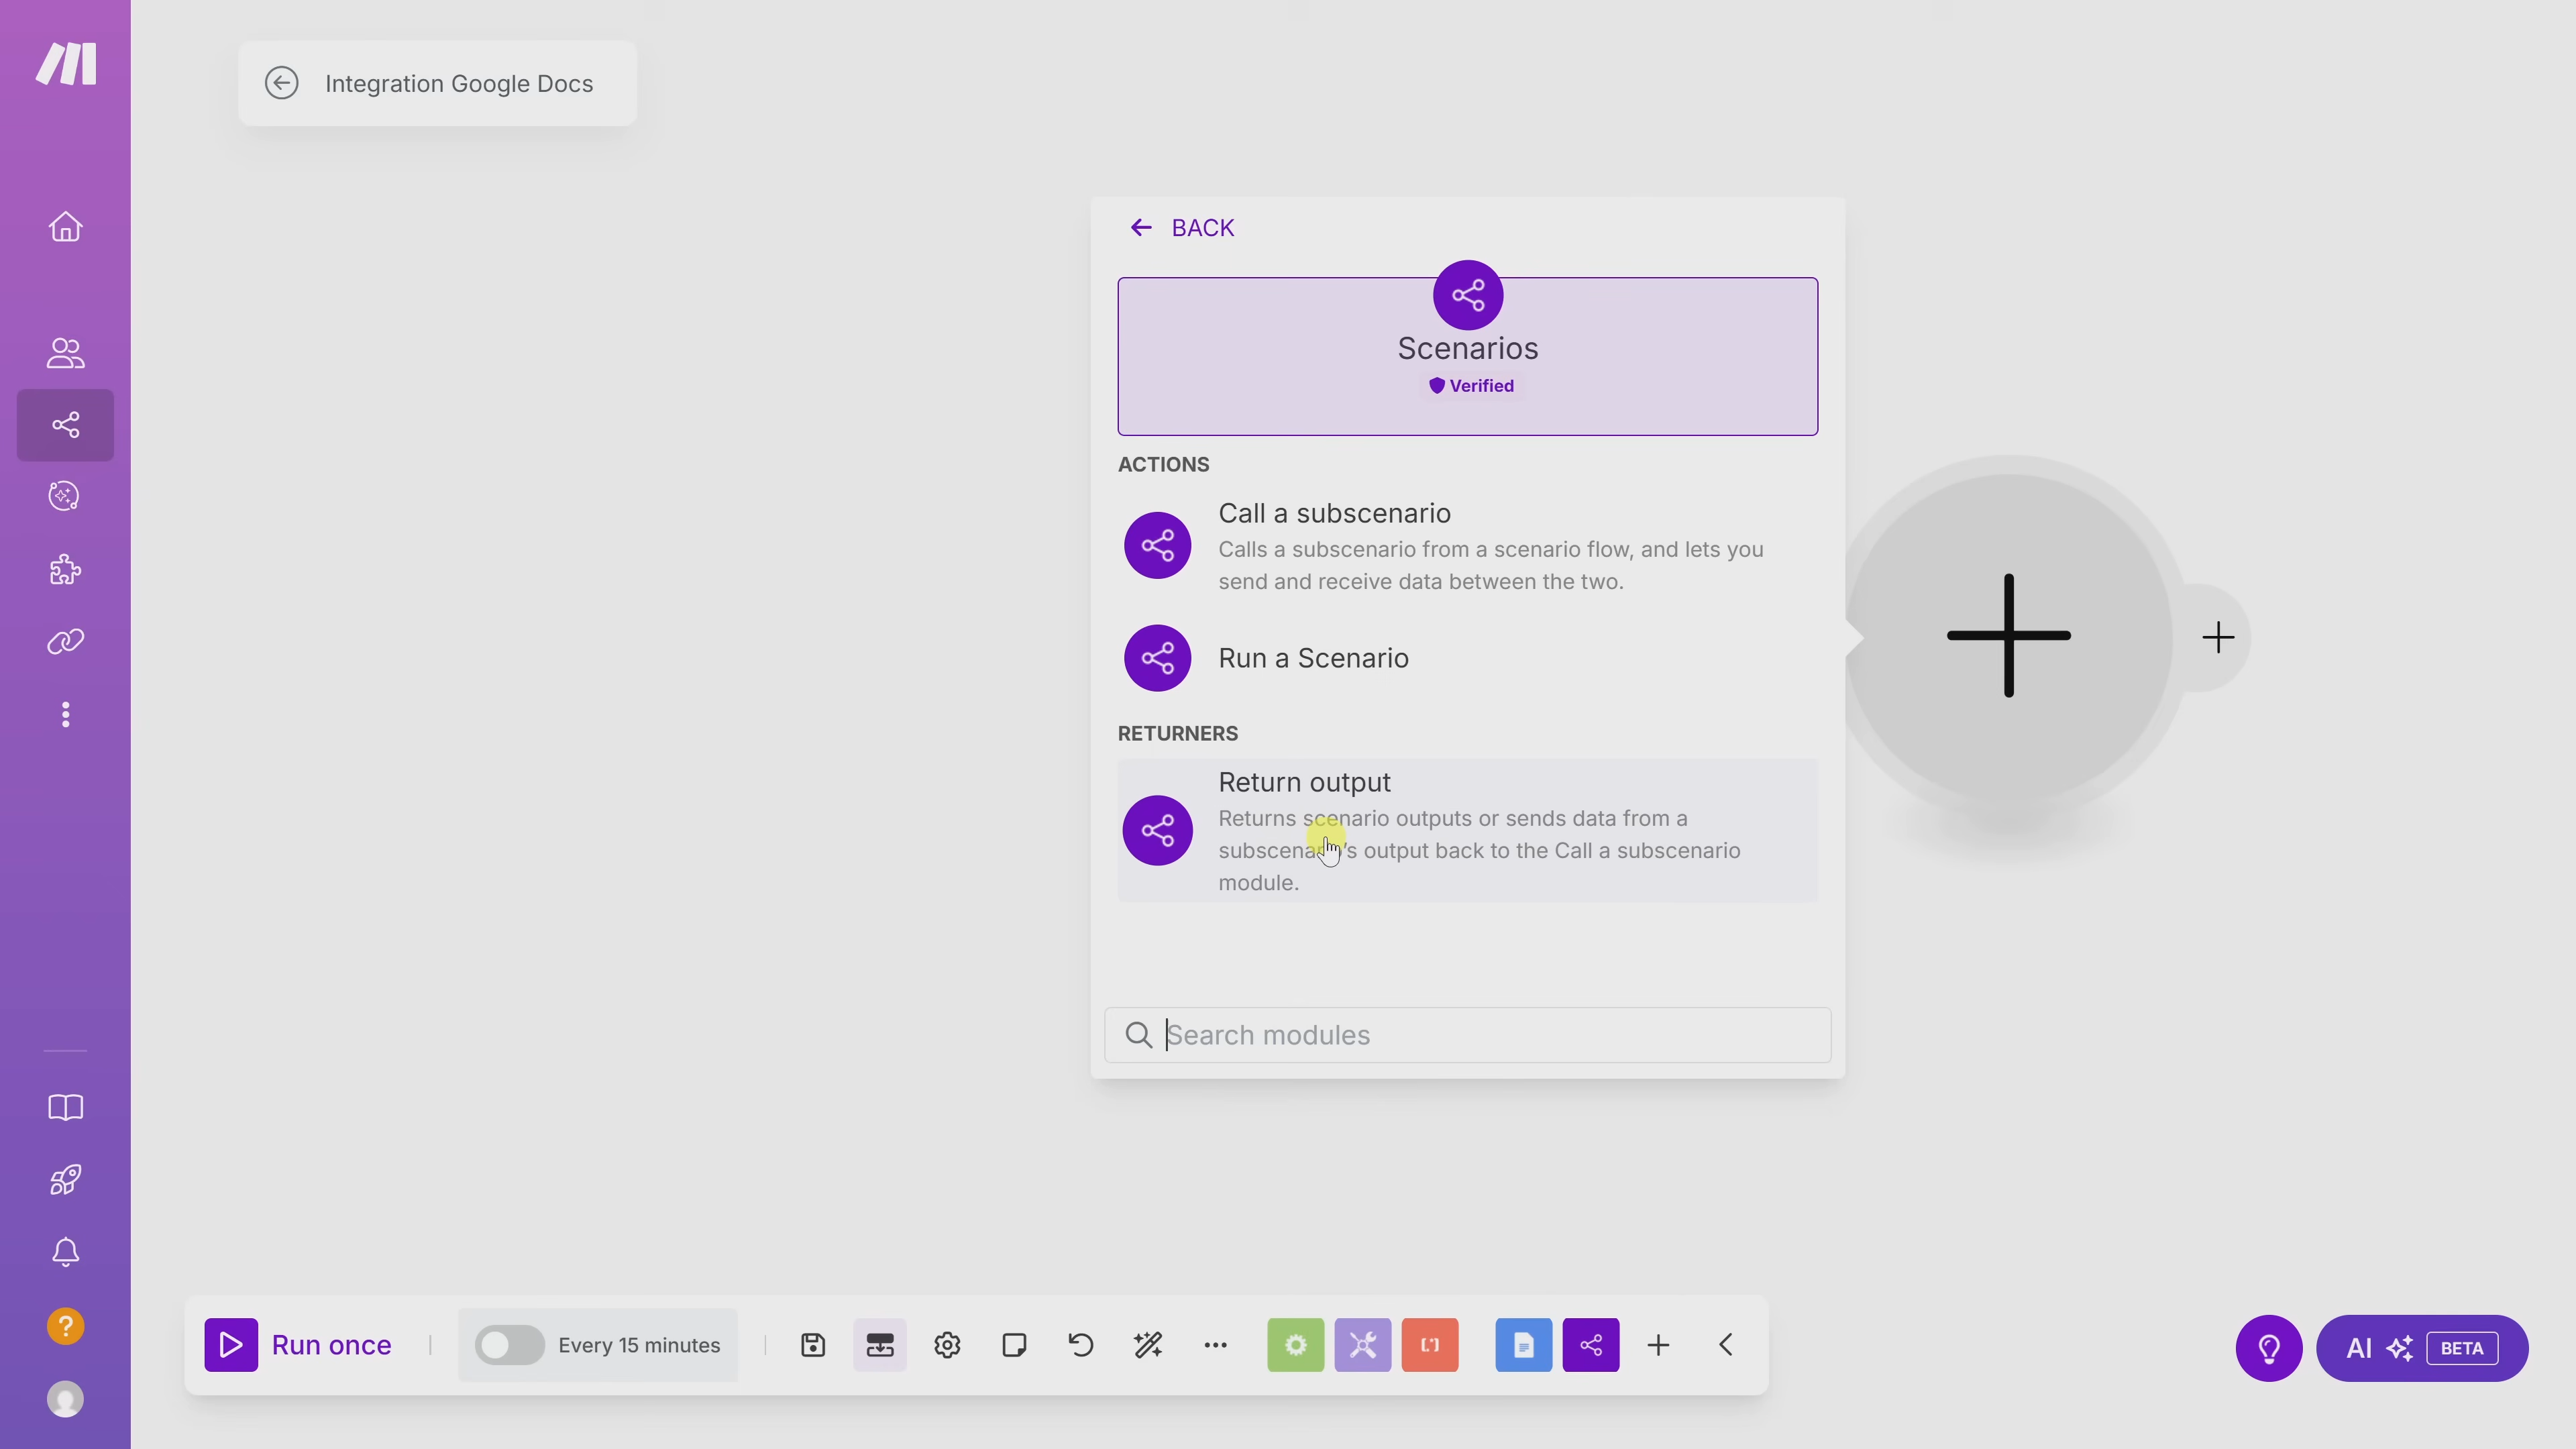 Integration Google Docs
BACK
Scenarios
Verified
ACTIONS
Call a subscenario
Calls a subscenario from a scenario flow, and lets you
send and receive data between the two.
Run a Scenario
RETURNERS
Return output
Returns scenario outputs or sends data from a
subscenario's output back to the Call a subscenario
module.
Search modules
Run once
Every 15 minutes
AI BETA